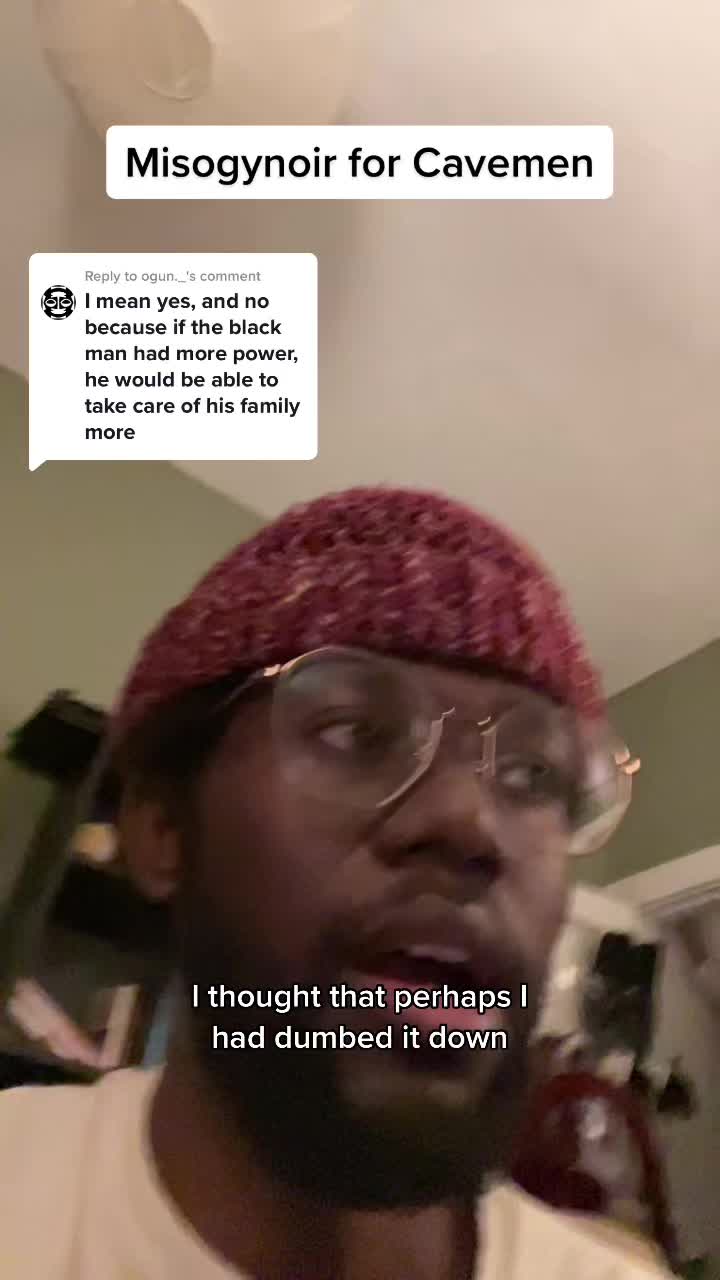 Misogynoir for Cavemen
Reply to ogun._'s comment
I mean yes, and no
because if the black
man had more power,
he would be able to
take care of his family
more
I thought that perhaps I
had dumbed it down